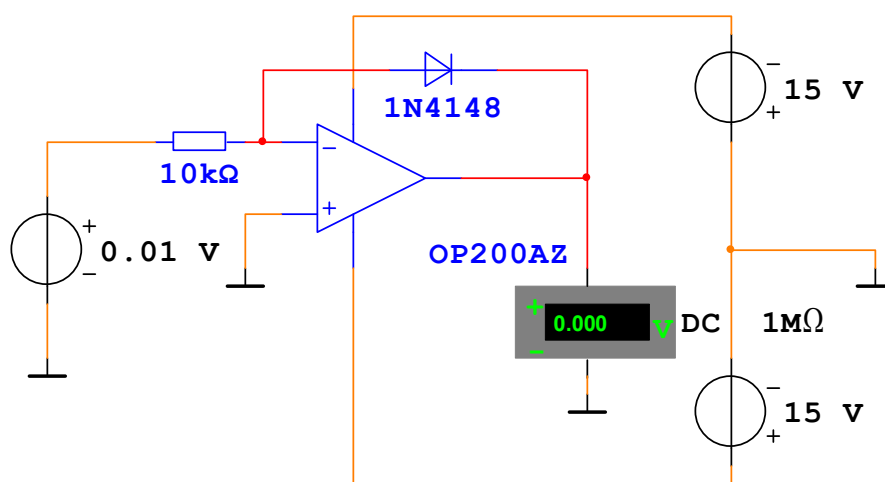 −
+
15 V
1N4148
−
+
10kΩ
+
−
0.01 V
OP200AZ
+
−
0.000
V
DC
1MΩ
−
+
15 V